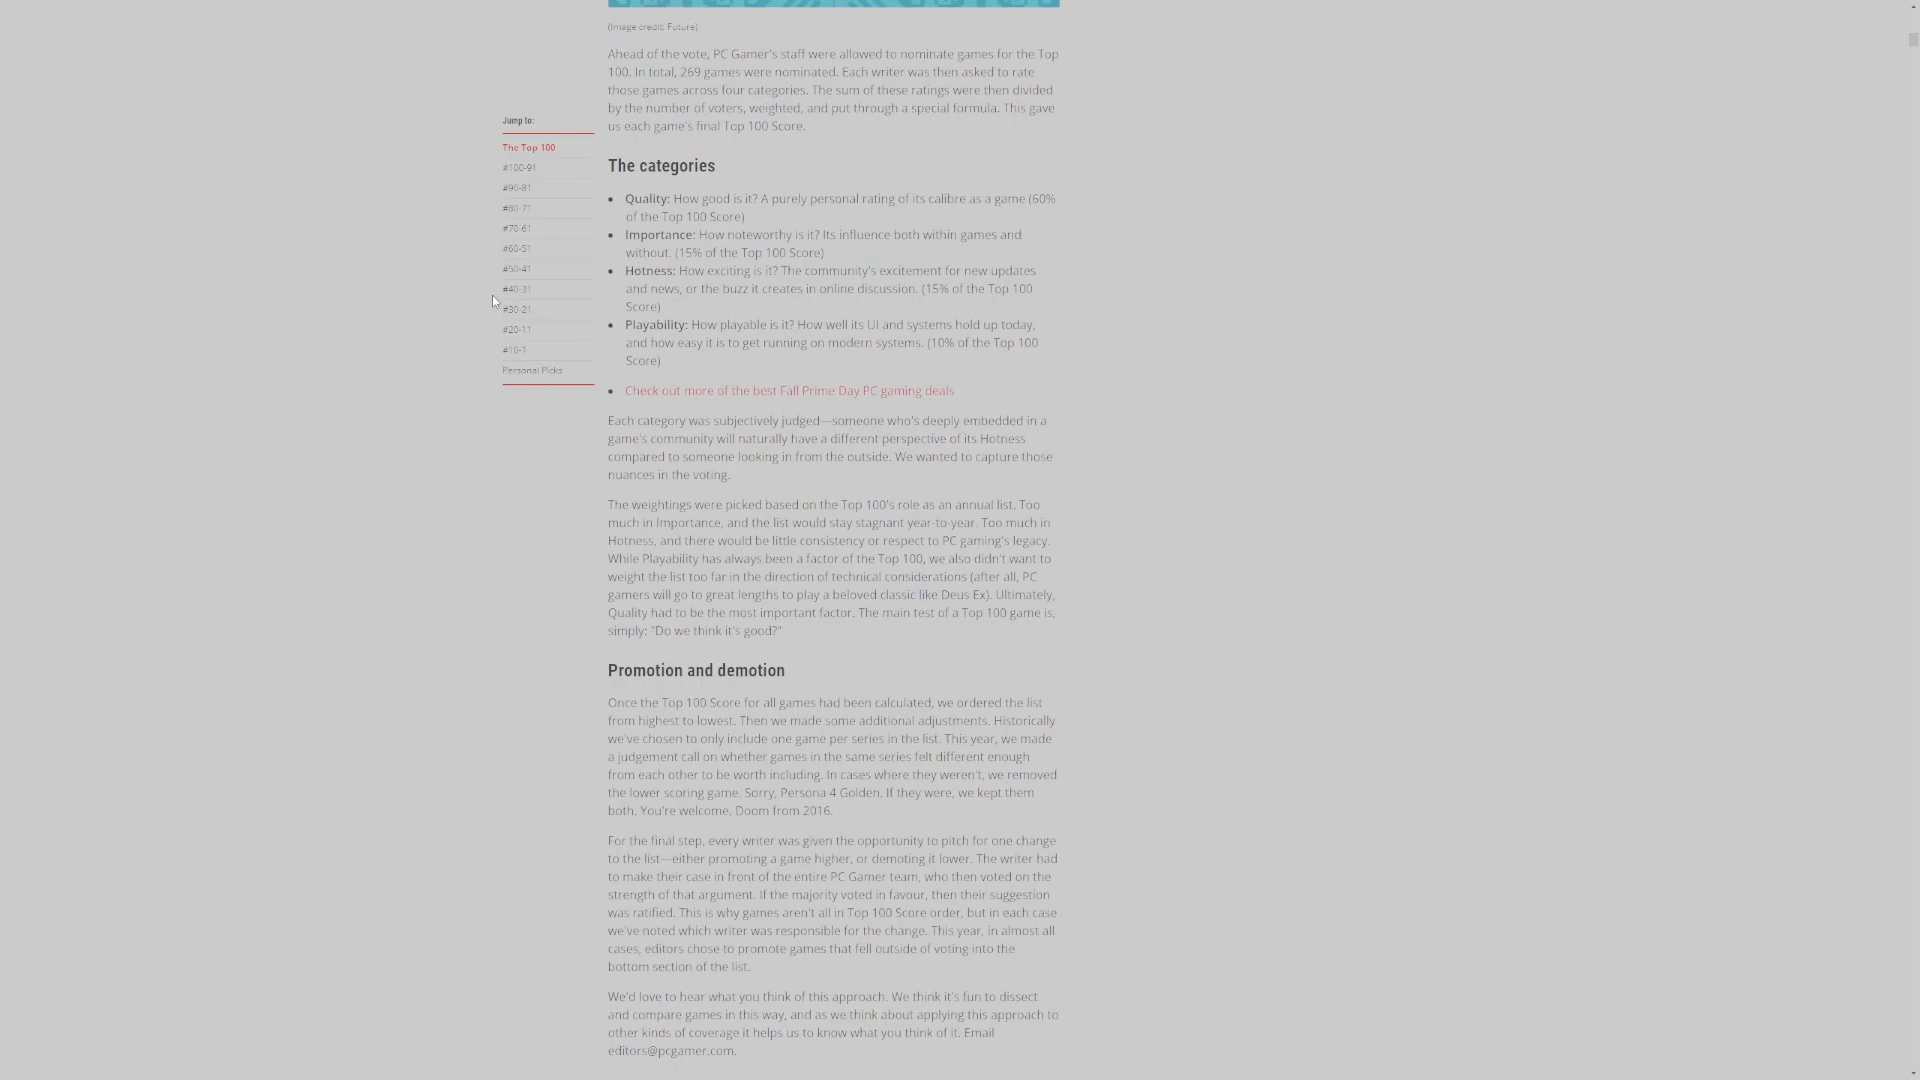 (Image credit: Future)
Ahead of the vote, PC Gamer's staff were allowed to nominate games for the Top
100. In total, 269 games were nominated. Each writer was then asked to rate
those games across four categories. The sum of these ratings were then divided
by the number of voters, weighted, and put through a special formula. This gave
us each game's final Top 100 Score.
Jump to:
The Top 100
#100-91
#90-81
#80-71
#70-61
#60-51
#50-41
#40-31
#30-21
#20-11
#10-1
Personal Picks
The categories
• Quality: How good is it? A purely personal rating of its calibre as a game (60%
of the Top 100 Score)
• Importance: How noteworthy is it? Its influence both within games and
without. (15% of the Top 100 Score)
• Hotness: How exciting is it? The community's excitement for new updates
and news, or the buzz it creates in online discussion. (15% of the Top 100
Score)
• Playability: How playable is it? How well its UI and systems hold up today,
and how easy it is to get running on modern systems. (10% of the Top 100
Score)
• Check out more of the best Fall Prime Day PC gaming deals
Each category was subjectively judged—someone who's deeply embedded in a
game's community will naturally have a different perspective of its Hotness
compared to someone looking in from the outside. We wanted to capture those
nuances in the voting.
The weightings were picked based on the Top 100's role as an annual list. Too
much in Importance, and the list would stay stagnant year-to-year. Too much in
Hotness, and there would be little consistency or respect to PC gaming's legacy.
While Playability has always been a factor of the Top 100, we also didn't want to
weight the list too far in the direction of technical considerations (after all, PC
gamers will go to great lengths to play a beloved classic like Deus Ex). Ultimately,
Quality had to be the most important factor. The main test of a Top 100 game is,
simply: "Do we think it's good?"
Promotion and demotion
Once the Top 100 Score for all games had been calculated, we ordered the list
from highest to lowest. Then we made some additional adjustments. Historically
we've chosen to only include one game per series in the list. This year, we made
a judgement call on whether games in the same series felt different enough
from each other to be worth including. In cases where they weren't, we removed
the lower scoring game. Sorry, Persona 4 Golden. If they were, we kept them
both. You're welcome, Doom from 2016.
For the final step, every writer was given the opportunity to pitch for one change
to the list—either promoting a game higher, or demoting it lower. The writer had
to make their case in front of the entire PC Gamer team, who then voted on the
strength of that argument. If the majority voted in favour, then their suggestion
was ratified. This is why games aren't all in Top 100 Score order, but in each case
we've noted which writer was responsible for the change. This year, in almost all
cases, editors chose to promote games that fell outside of voting into the
bottom section of the list.
We'd love to hear what you think of this approach. We think it's fun to dissect
and compare games in this way, and as we think about applying this approach to
other kinds of coverage it helps us to know what you think of it. Email
editors@pcgamer.com.